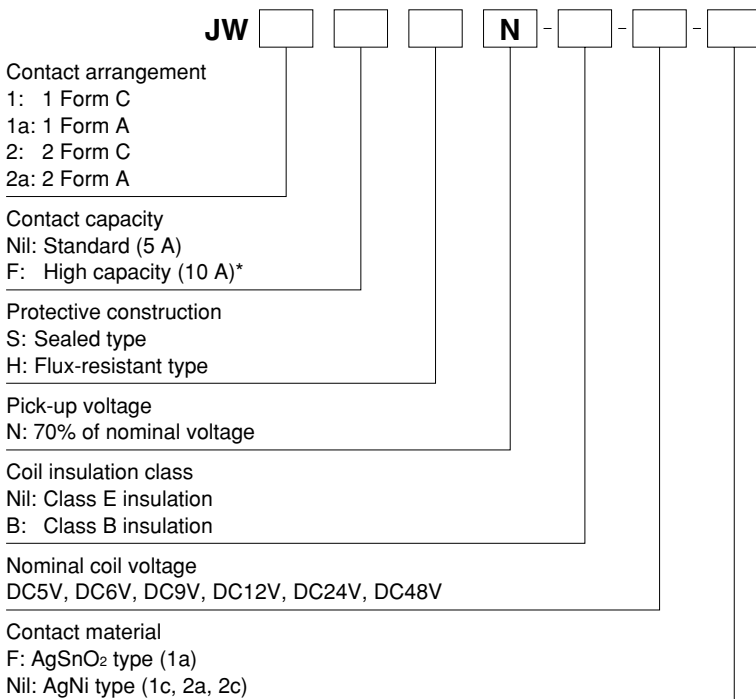 JW N - - -
Contact arrangement
1: 1 Form C
1a: 1 Form A
2: 2 Form C
2a: 2 Form A
Contact capacity
Nil: Standard (5 A)
F: High capacity (10 A)*
Protective construction
S: Sealed type
H: Flux-resistant type
Pick-up voltage
N: 70% of nominal voltage
Coil insulation class
Nil: Class E insulation
B: Class B insulation
Nominal coil voltage
DC5V, DC6V, DC9V, DC12V, DC24V, DC48V
Contact material
F: AgSnO₂ type (1a)
Nil: AgNi type (1c, 2a, 2c)